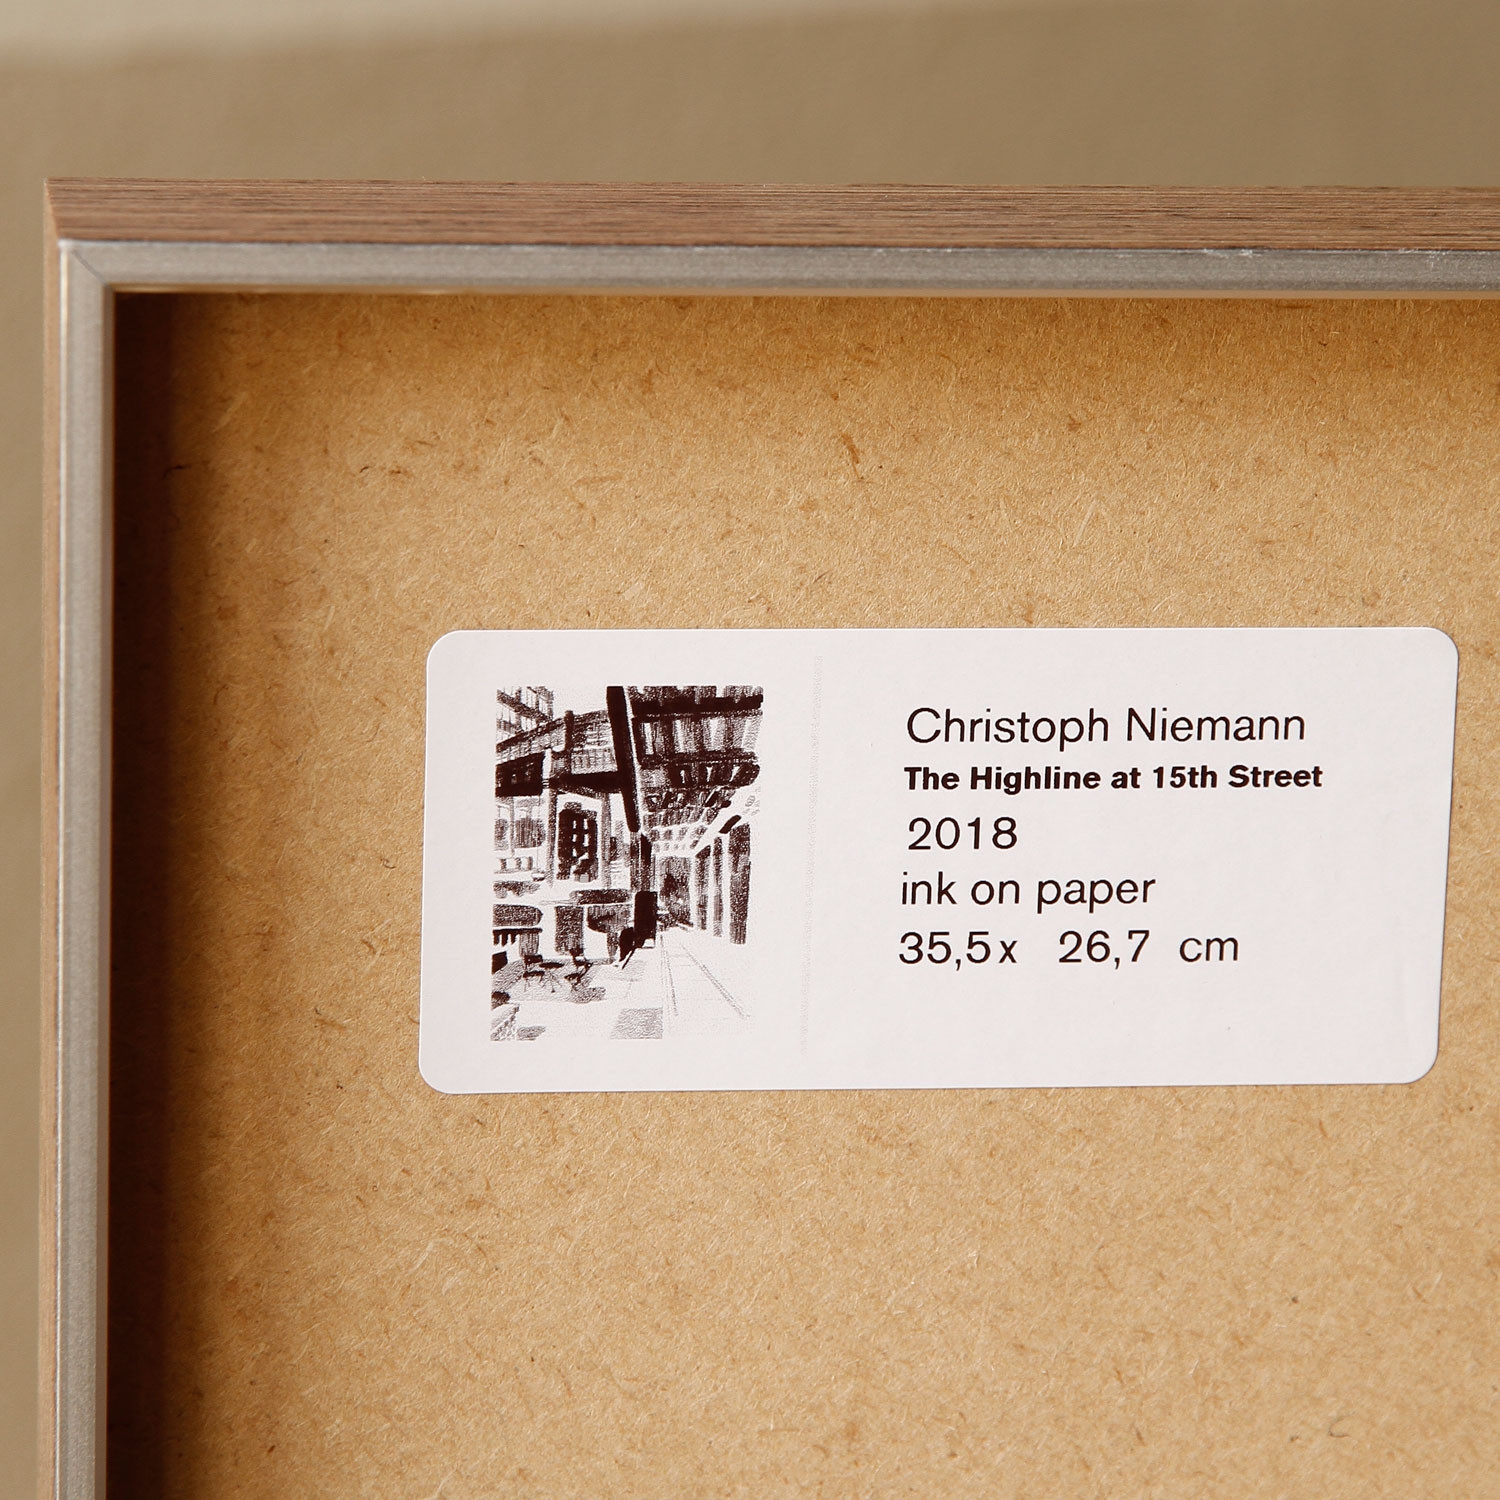 Christoph Niemann
The Highline at 15th Street
2018
ink on paper
35,5x 26,7 cm